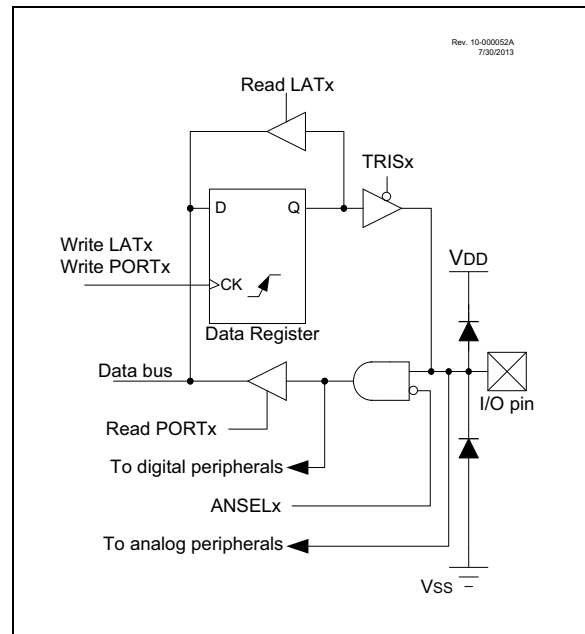 Rev. 10-000052A
7/30/2013
Read LATx
TRISx
D
Q
Write LATx
Write PORTx
CK
VDD
Data Register
Data bus
I/O pin
Read PORTx
To digital peripherals
ANSELx
To analog peripherals
VSS